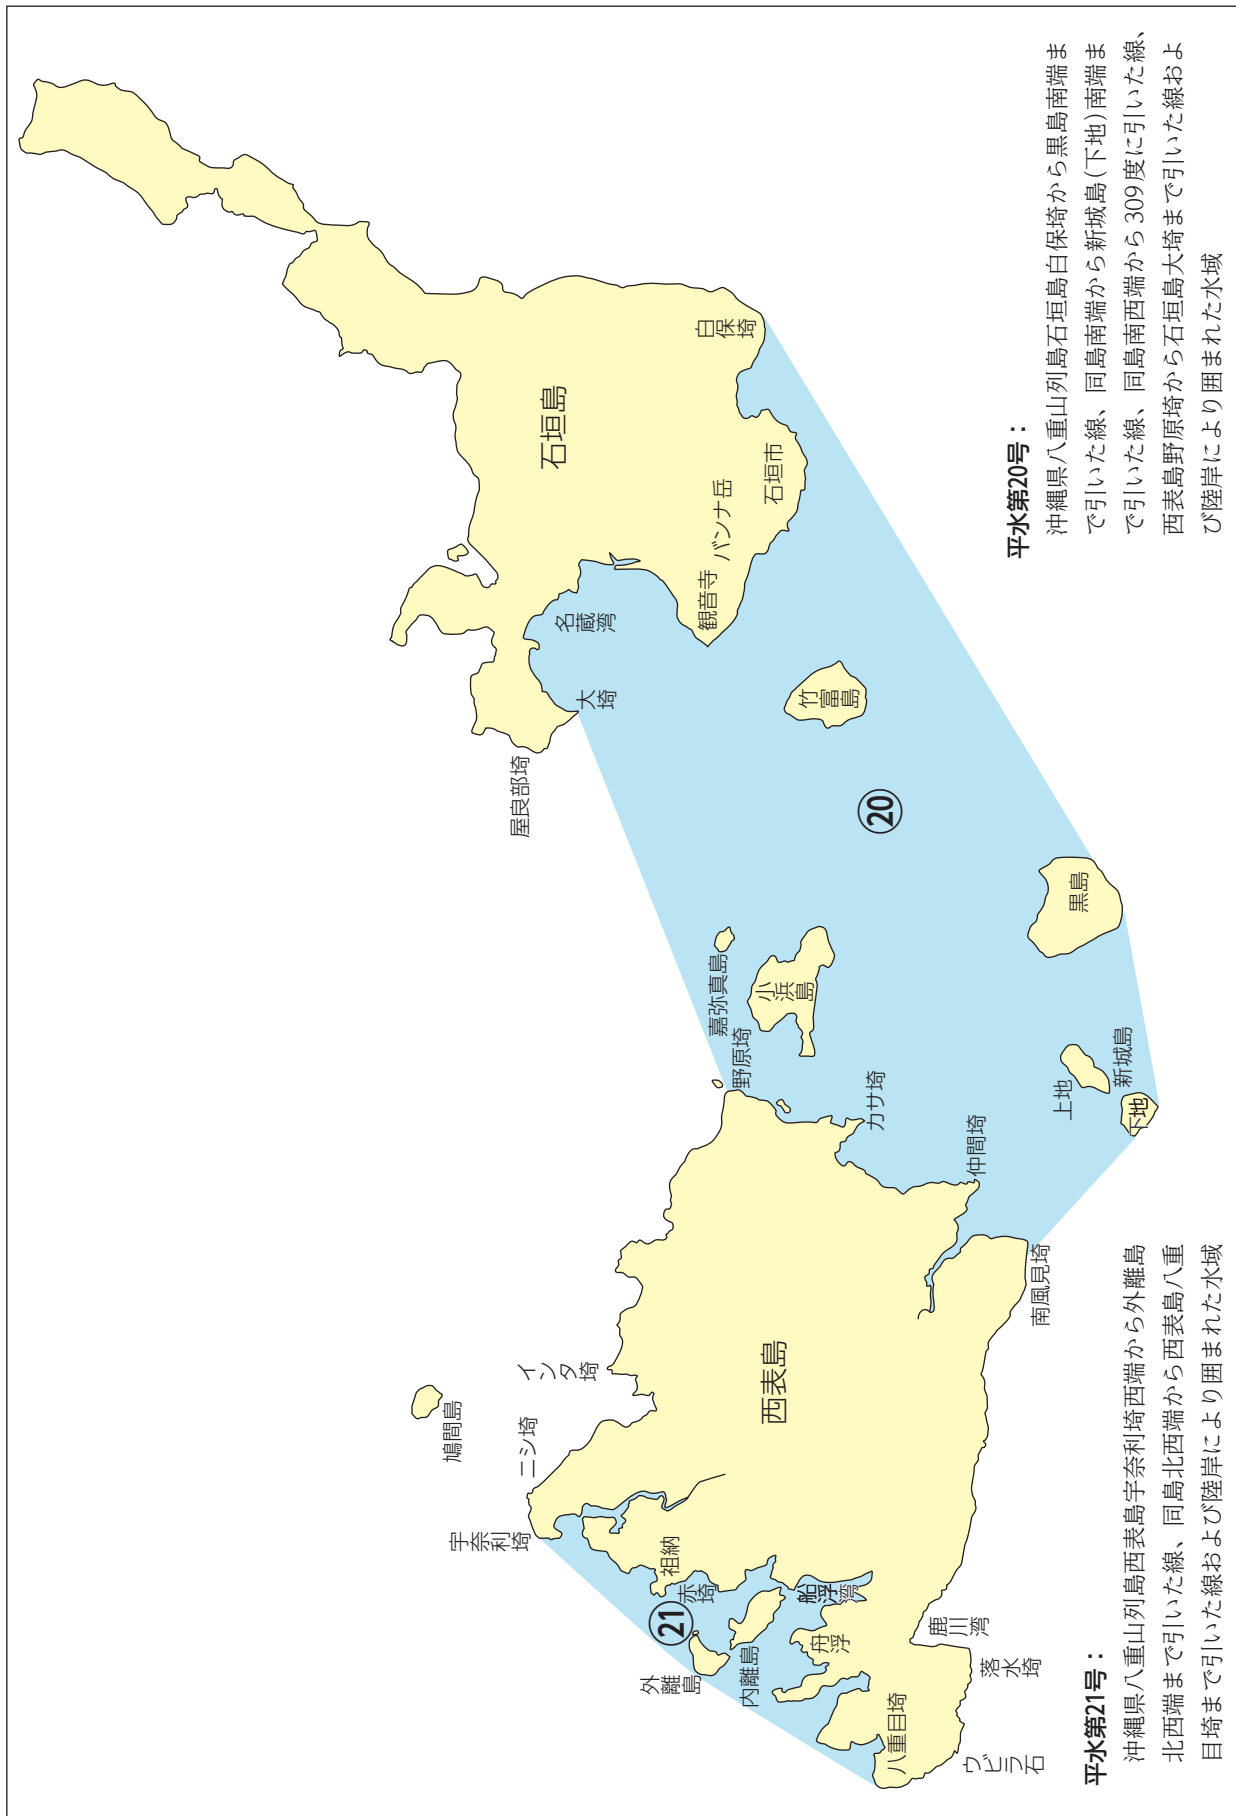 石垣島
白保埼
石垣市
バンナ岳
観音寺
名蔵湾
大埼
屋良部埼
竹富島
⑳
黒島
嘉弥真島
小浜島
野原埼
カサ埼
仲間埼
上地
新城島
下地
南風見埼
西表島
インタ埼
鳩間島
ニシ埼
宇奈利埼
祖納
赤埼
㉑
外離島
内離島
船浮湾
舟浮
鹿川湾
落水埼
八重目埼
ウビラ石
平水第20号：
沖縄県八重山列島石垣島白保埼から黒島南端ま
で引いた線、同島南端から新城島(下地)南端ま
で引いた線、同島南西端から309度に引いた線、
西表島野原埼から石垣島大埼まで引いた線およ
び陸岸により囲まれた水域
平水第21号：
沖縄県八重山列島西表島宇奈利埼西端から外離島
北西端まで引いた線、同島北西端から西表島八重
目埼まで引いた線および陸岸により囲まれた水域